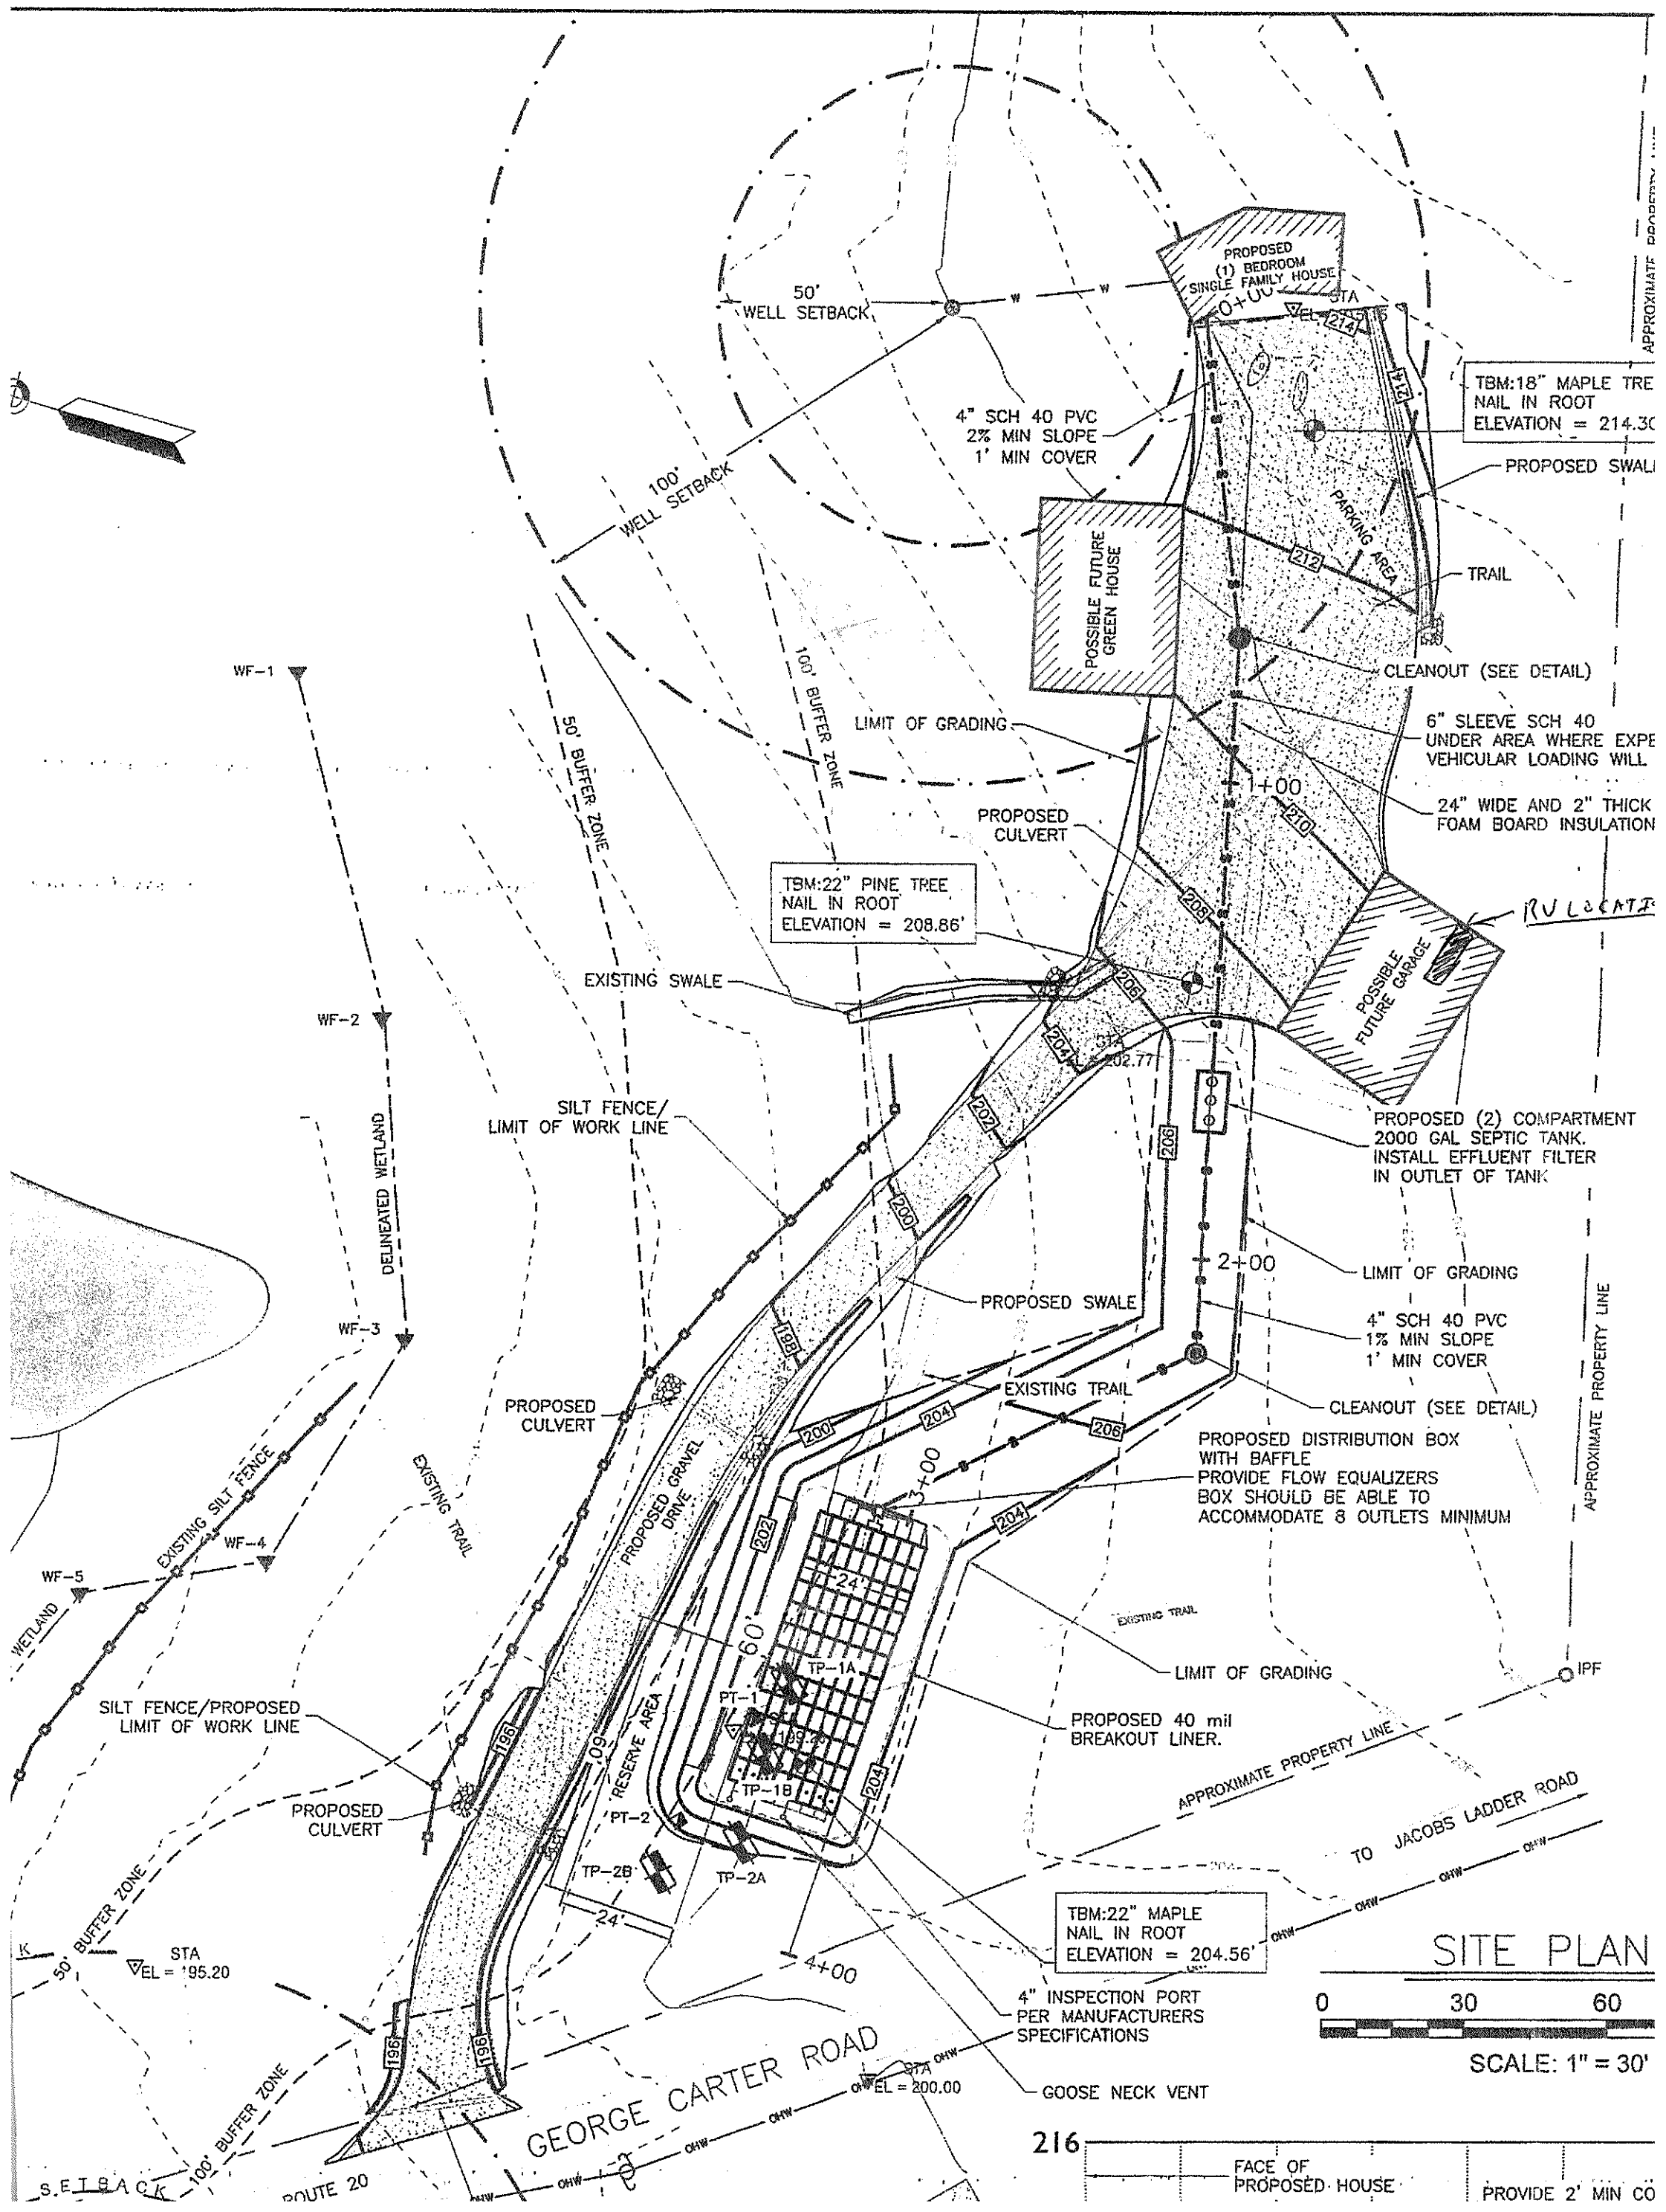 APPROXIMATE PROPERTY LINE
PROPOSED
(1) BEDROOM
SINGLE FAMILY HOUSE
0+00
STA
214
50'
WELL SETBACK
W
W
214
TBM:18" MAPLE TRE
NAIL IN ROOT
ELEVATION = 214.30
4" SCH 40 PVC
2% MIN SLOPE
1' MIN COVER
PROPOSED SWAL
100'
WELL SETBACK
PARKING AREA
212
TRAIL
POSSIBLE FUTURE
GREEN HOUSE
WF-1
CLEANOUT (SEE DETAIL)
100' BUFFER ZONE
LIMIT OF GRADING
6" SLEEVE SCH 40
UNDER AREA WHERE EXPE
VEHICULAR LOADING WILL
50' BUFFER ZONE
1+00
24" WIDE AND 2" THICK
FOAM BOARD INSULATION
PROPOSED
CULVERT
210
TBM:22" PINE TREE
NAIL IN ROOT
ELEVATION = 208.86'
208
RV LOCATI
EXISTING SWALE
206
POSSIBLE
FUTURE GARAGE
WF-2
204
STA
202.77
SILT FENCE/
LIMIT OF WORK LINE
202
206
PROPOSED (2) COMPARTMENT
2000 GAL SEPTIC TANK.
INSTALL EFFLUENT FILTER
IN OUTLET OF TANK
DELINEATED WETLAND
200
2+00
LIMIT OF GRADING
PROPOSED SWALE
WF-3
198
4" SCH 40 PVC
1% MIN SLOPE
1' MIN COVER
APPROXIMATE PROPERTY LINE
EXISTING TRAIL
PROPOSED
CULVERT
CLEANOUT (SEE DETAIL)
200
204
206
PROPOSED DISTRIBUTION BOX
WITH BAFFLE
PROVIDE FLOW EQUALIZERS
BOX SHOULD BE ABLE TO
ACCOMMODATE 8 OUTLETS MINIMUM
EXISTING SILT FENCE
EXISTING TRAIL
3+00
204
PROPOSED GRAVEL
DRIVE
202
WF-4
WF-5
24'
WETLAND
EXISTING TRAIL
60'
TP-1A
LIMIT OF GRADING
IPF
PT-1
SILT FENCE/PROPOSED
LIMIT OF WORK LINE
196
RESERVE AREA
PROPOSED 40 mil
BREAKOUT LINER.
60'
APPROXIMATE PROPERTY LINE
TP-1B
204
PROPOSED
CULVERT
PT-2
TO JACOBS LADDER ROAD
TP-2B
TP-2A
OHW
OHW
OHW
24'
TBM:22" MAPLE
NAIL IN ROOT
ELEVATION = 204.56'
50' BUFFER ZONE
STA
EL = 195.20
4+00
SITE PLAN
4" INSPECTION PORT
PER MANUFACTURERS
SPECIFICATIONS
0 30 60
SCALE: 1" = 30'
196
196
GEORGE CARTER ROAD
STA
EL = 200.00
OHW
GOOSE NECK VENT
100' BUFFER ZONE
OHW
OHW
216
FACE OF
PROPOSED HOUSE
SETBACK
ROUTE 20
OHW
OHW
PROVIDE 2' MIN CO